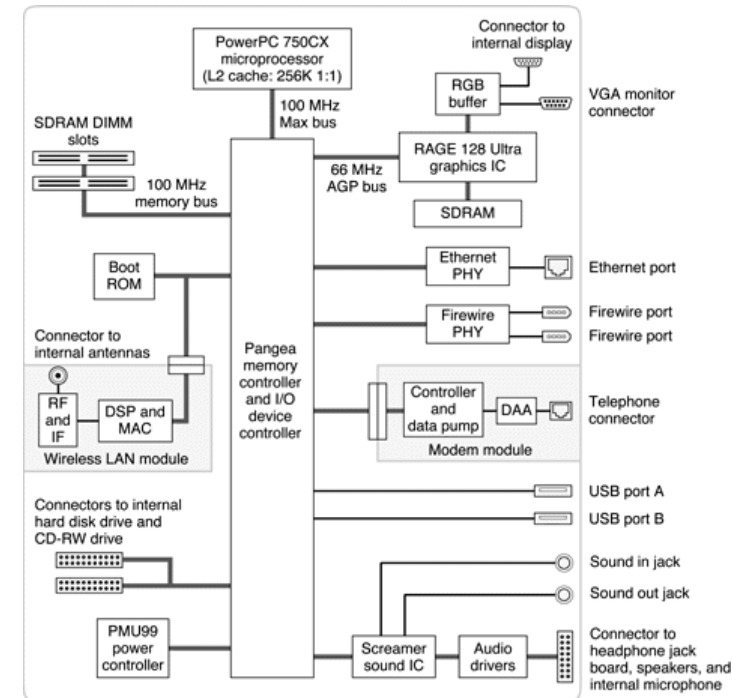 PowerPC 750CX
microprocessor
(L2 cache: 256K 1:1)
100 MHz
Max bus
Connector to
internal display
RGB
buffer
VGA monitor
connector
SDRAM DIMM
slots
100 MHz
memory bus
66 MHz
AGP bus
RAGE 128 Ultra
graphics IC
SDRAM
Boot
ROM
Ethernet
PHY
Ethernet port
Firewire
PHY
Firewire port
Firewire port
Connector to
internal antennas
RF
and
IF
DSP and
MAC
Wireless LAN module
Pangea
memory
controller
and I/O
device
controller
Controller
and
data pump
DAA
Telephone
connector
Modem module
USB port A
USB port B
Connectors to internal
hard disk drive and
CD-RW drive
Sound in jack
Sound out jack
PMU99
power
controller
Screamer
sound IC
Audio
drivers
Connector to
headphone jack
board, speakers, and
internal microphone